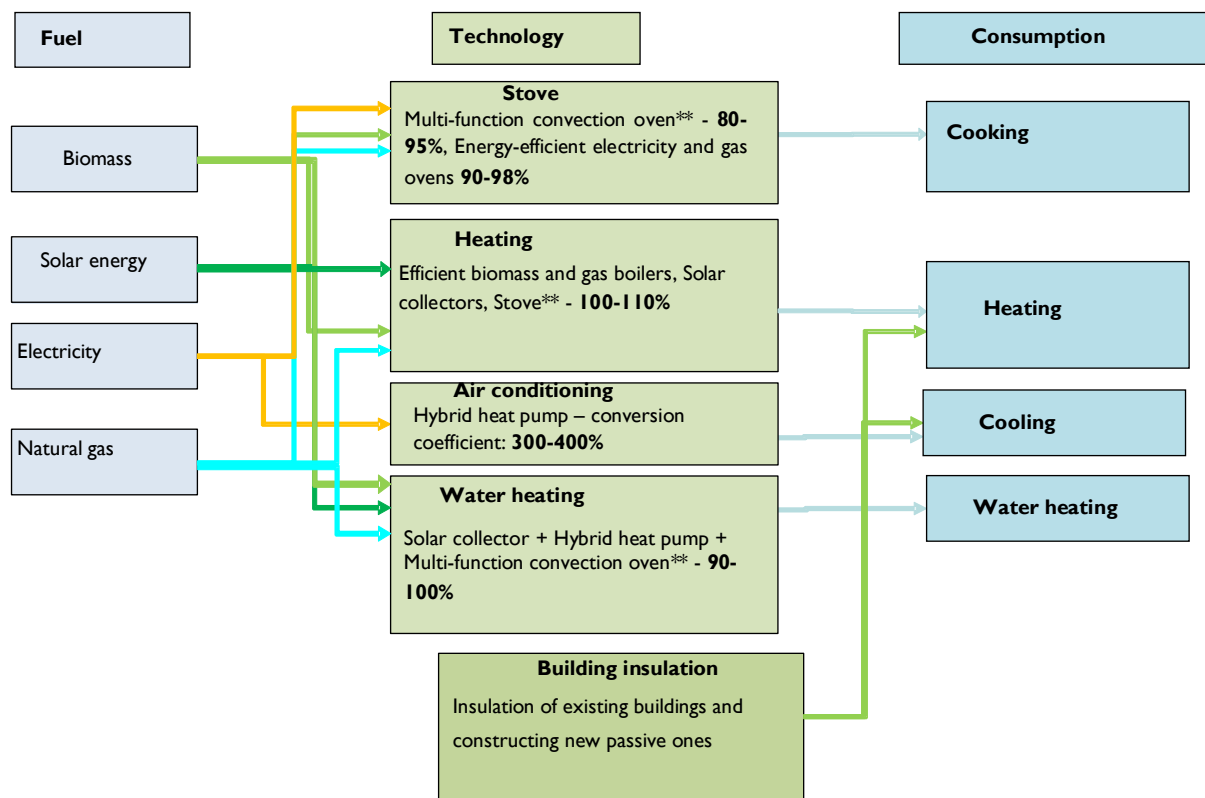 Fuel
Technology
Consumption
Biomass
Solar energy
Electricity
Natural gas
Stove
Multi-function convection oven** - 80-
95%, Energy-efficient electricity and gas
ovens 90-98%
Heating
Efficient biomass and gas boilers, Solar
collectors, Stove** - 100-110%
Air conditioning
Hybrid heat pump – conversion
coefficient: 300-400%
Water heating
Solar collector + Hybrid heat pump +
Multi-function convection oven** - 90-
100%
Building insulation
Insulation of existing buildings and
constructing new passive ones
Cooking
Heating
Cooling
Water heating